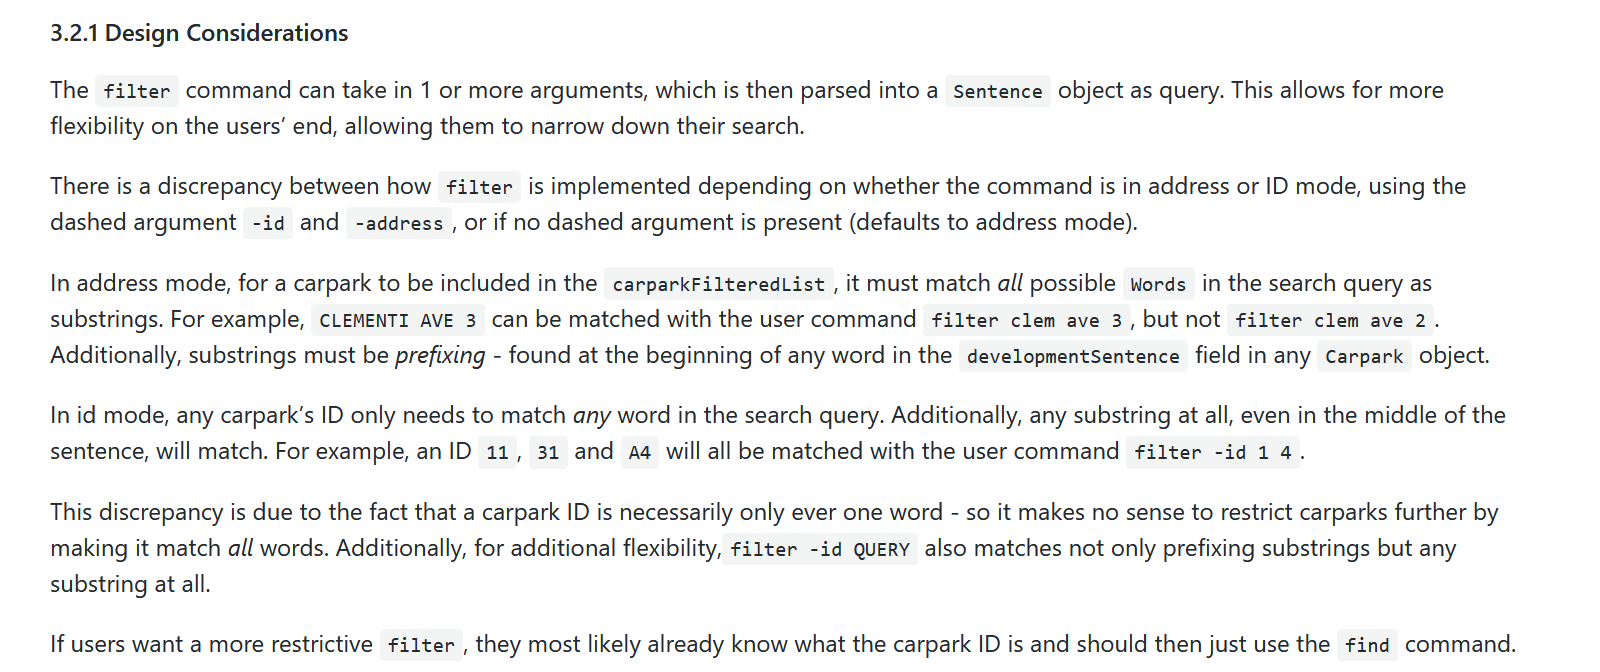 3.2.1 Design Considerations
The filter command can take in 1 or more arguments, which is then parsed into a Sentence object as query. This allows for more
flexibility on the users’ end, allowing them to narrow down their search.
There is a discrepancy between how filter is implemented depending on whether the command is in address or ID mode, using the
dashed argument -id and -address , or if no dashed argument is present (defaults to address mode).
In address mode, for a carpark to be included in the carparkFilteredList , it must match all possible Words in the search query as
substrings. For example, CLEMENTI AVE 3 can be matched with the user command filter clem ave 3 , but not filter clem ave 2 .
Additionally, substrings must be prefixing - found at the beginning of any word in the developmentSentence field in any Carpark object.
In id mode, any carpark’s ID only needs to match any word in the search query. Additionally, any substring at all, even in the middle of the
sentence, will match. For example, an ID 11 , 31 and A4 will all be matched with the user command filter -id 1 4 .
This discrepancy is due to the fact that a carpark ID is necessarily only ever one word - so it makes no sense to restrict carparks further by
making it match all words. Additionally, for additional flexibility, filter -id QUERY also matches not only prefixing substrings but any
substring at all.
If users want a more restrictive filter , they most likely already know what the carpark ID is and should then just use the find command.